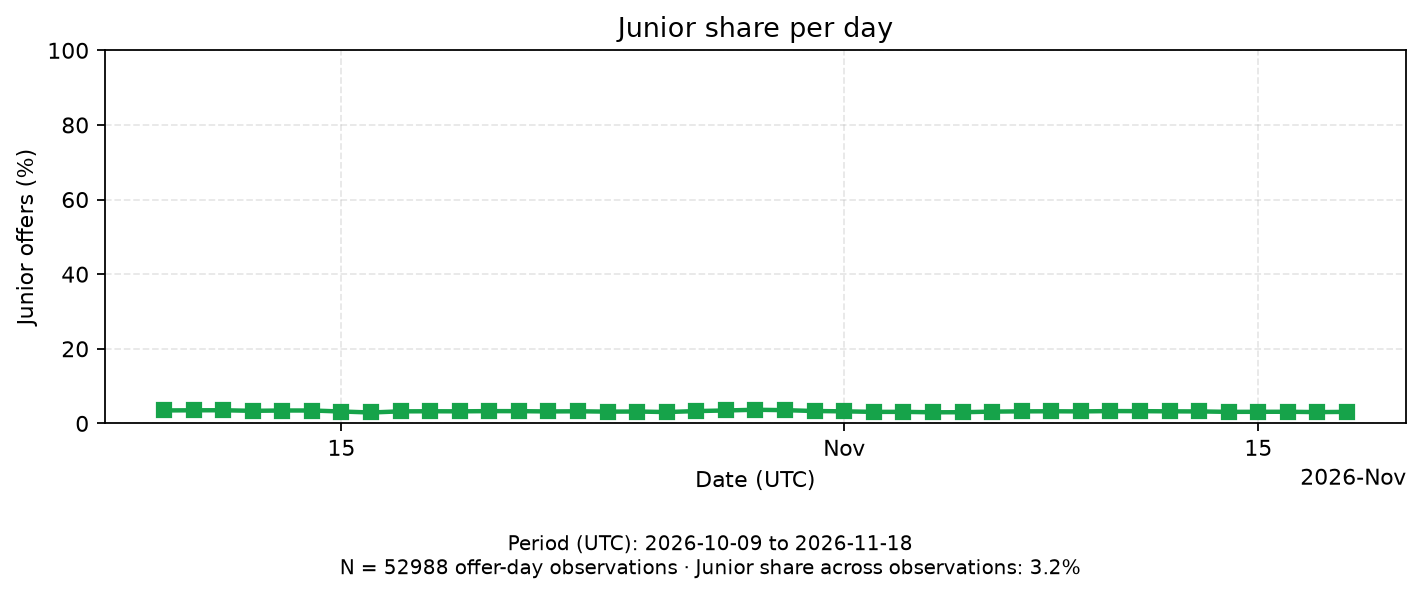 Junior share per day
Junior offers (%)
100
80
60
40
20
0
15
Nov
15
Date (UTC)
2026-Nov
Period (UTC): 2026-10-09 to 2026-11-18
N = 52988 offer-day observations · Junior share across observations: 3.2%